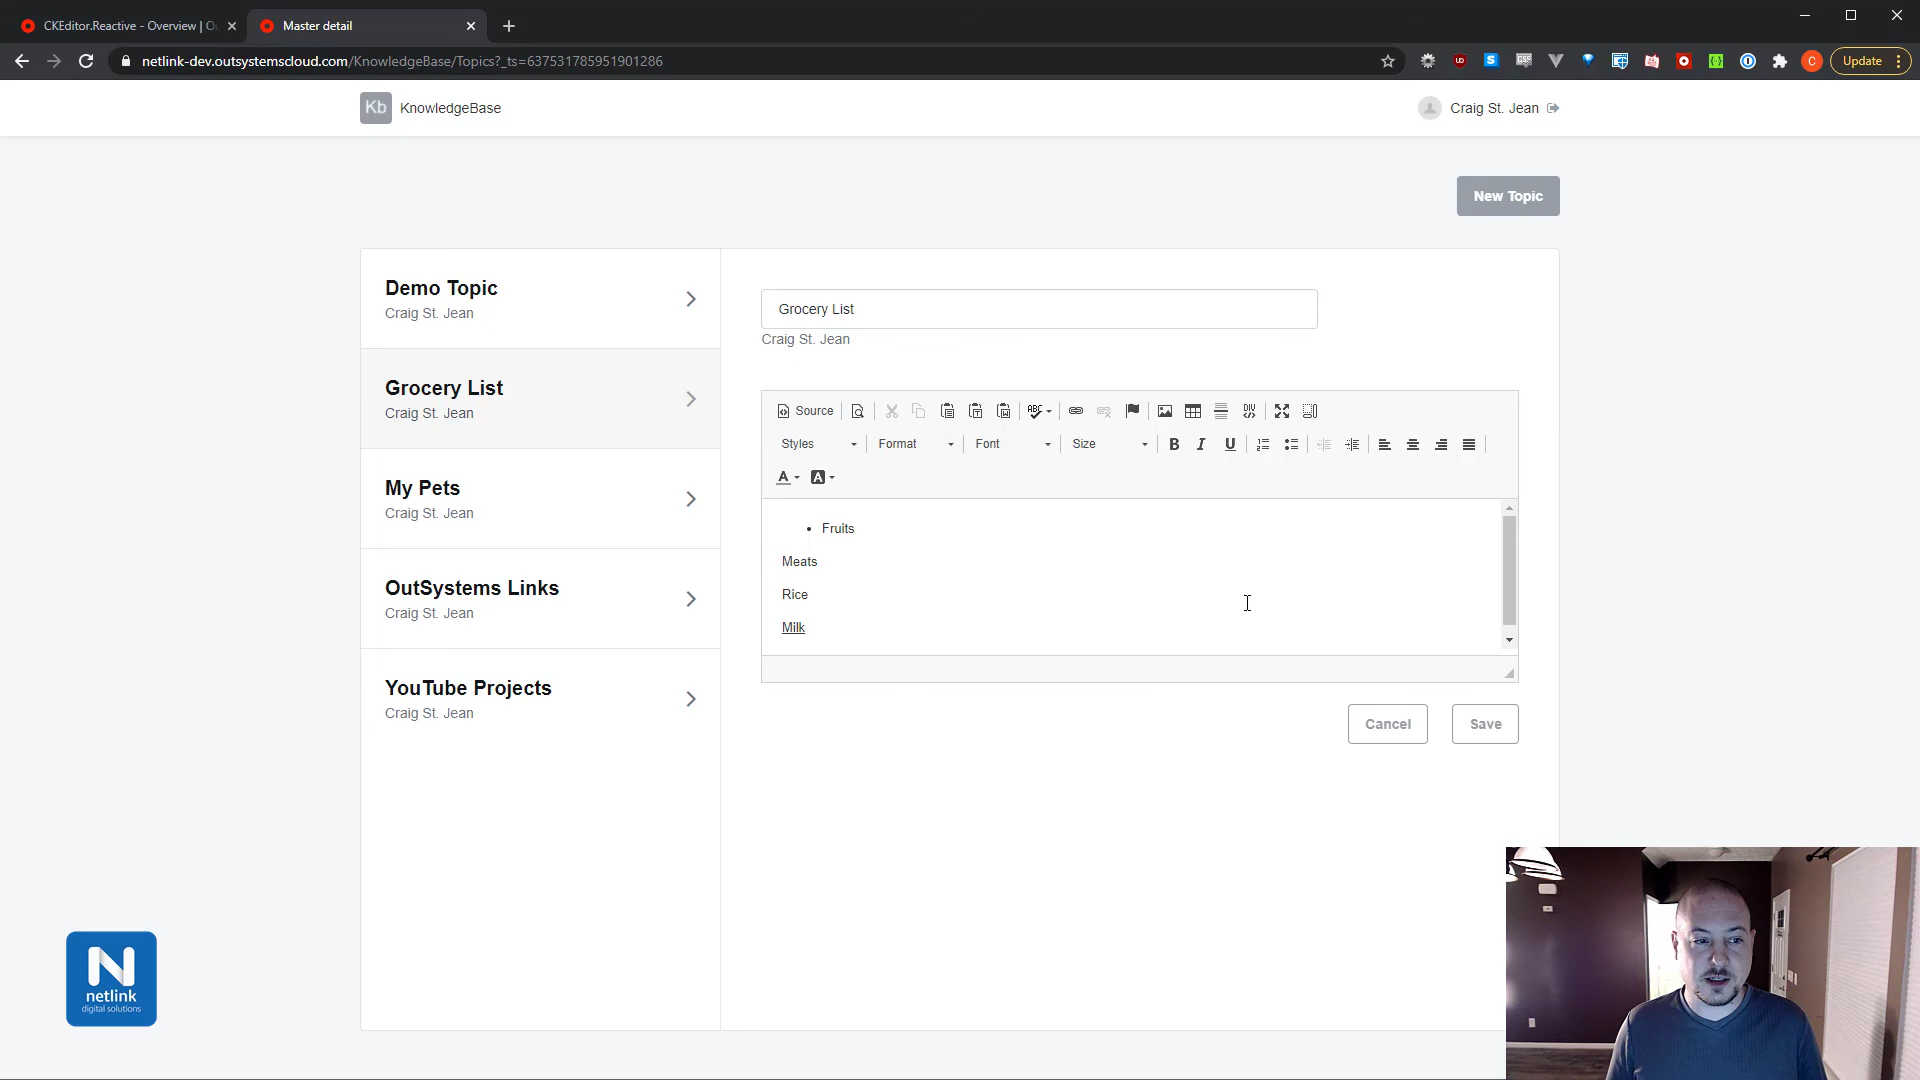 CKEditor.Reactive - Overview | O
Master detail
netlink-dev.outsystemscloud.com/KnowledgeBase/Topics?_ts=637531785951901286
Update
Kb KnowledgeBase
Craig St. Jean
New Topic
Demo Topic
Craig St. Jean
Grocery List
Craig St. Jean
My Pets
Craig St. Jean
OutSystems Links
Craig St. Jean
YouTube Projects
Craig St. Jean
Grocery List
Craig St. Jean
Source
Styles Format Font Size B I U
A A
Fruits
Meats
Rice
Milk
Cancel Save
N
netlink
digital solutions